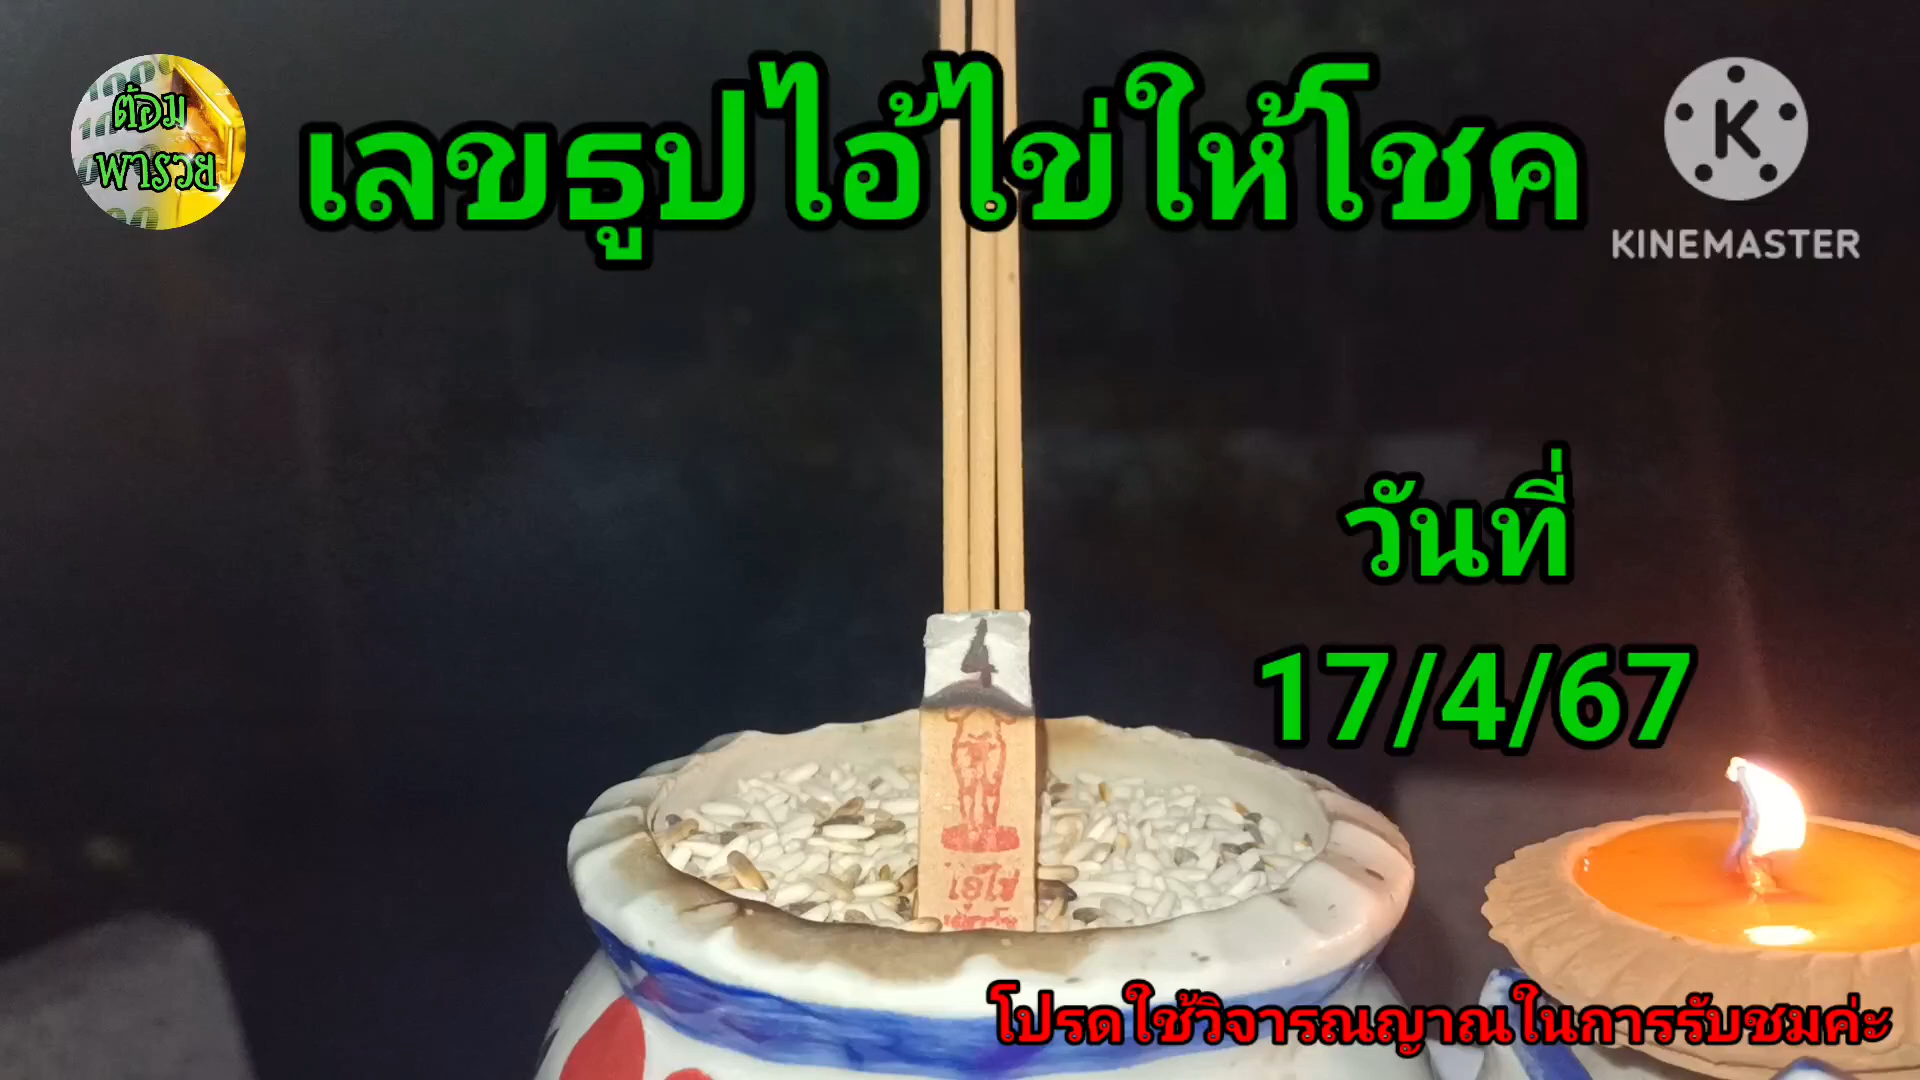 ต้อม
พารวย
เลขธูปไอ้ไข่ให้โชค
K
KINEMASTER
วันที่
17/4/67
4
ไอ้ไข่
โปรดใช้วิจารณญาณในการรับชมค่ะ